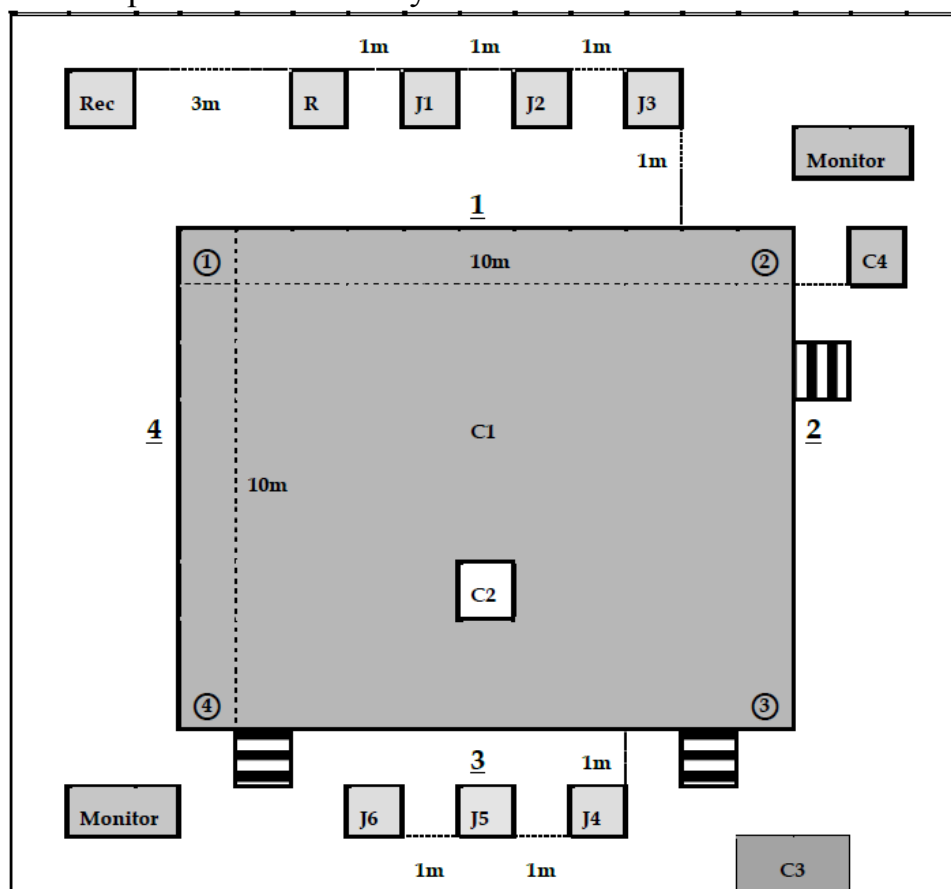 1m 1m 1m
Rec 3m R J1 J2 J3
1m Monitor
1
① 10m ② C4
4 C1 2
10m
C2
④ ③
3 1m
Monitor J6 J5 J4
1m 1m C3